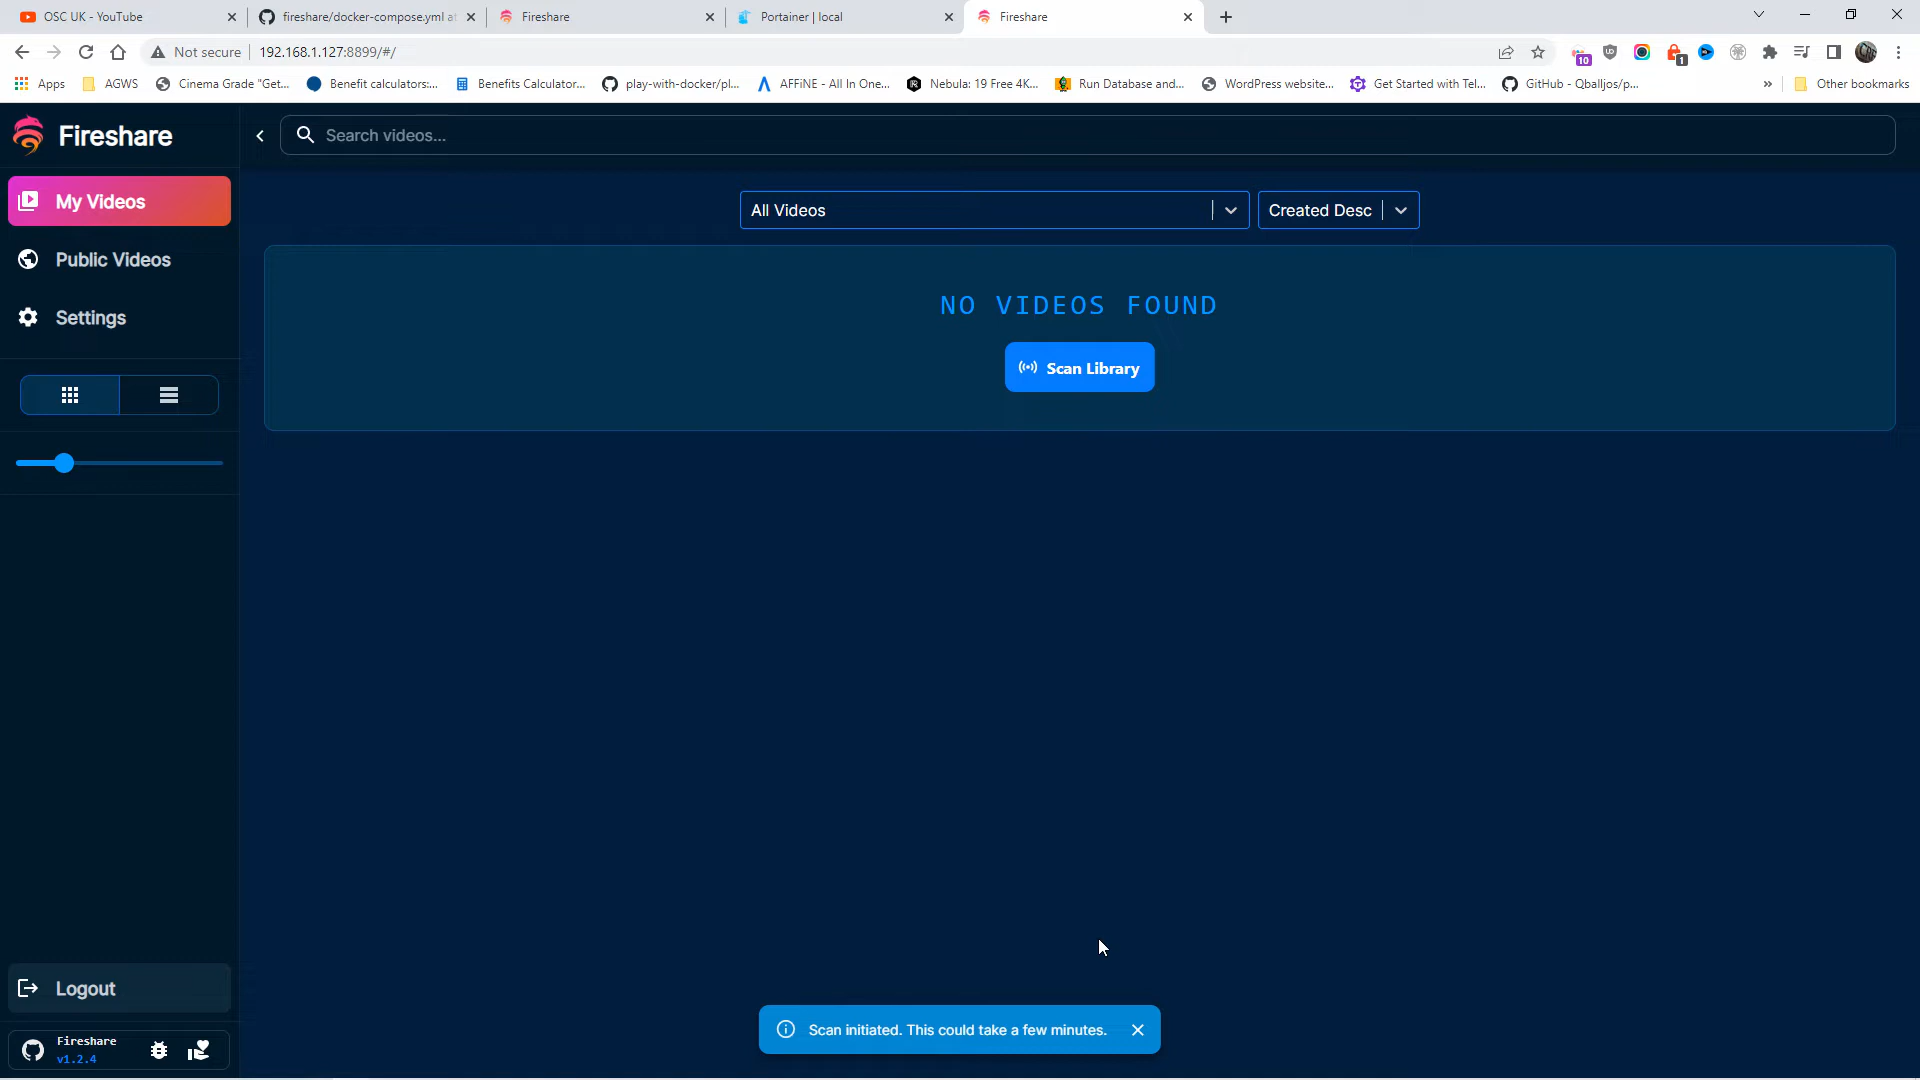 OSC UK - YouTube
fireshare/docker-compose.yml at
Fireshare
Portainer | local
Fireshare
Not secure
192.168.1.127:8899/#/
10
1
Apps
AGWS
Cinema Grade "Get...
Benefit calculators:...
Benefits Calculator...
play-with-docker/pl...
AFFiNE - All In One...
Nebula: 19 Free 4K...
Run Database and...
WordPress website...
Get Started with Tel...
GitHub - Qballjos/p...
»
Other bookmarks
Fireshare
Search videos...
My Videos
All Videos
Created Desc
Public Videos
NO VIDEOS FOUND
Settings
Scan Library
Logout
Scan initiated. This could take a few minutes.
Fireshare
v1.2.4